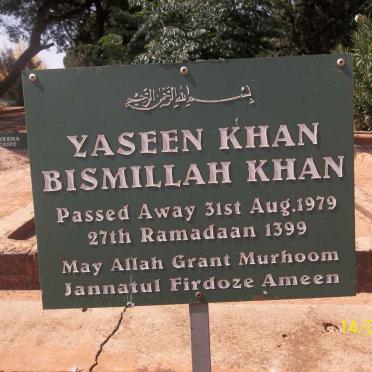 بسم الله الرحمن الرحيم
YASEEN KHAN
BISMILLAH KHAN
Passed Away 31st Aug.1979
27th Ramadaan 1399
May Allah Grant Murhoom
Jannatul Firdoze Ameen